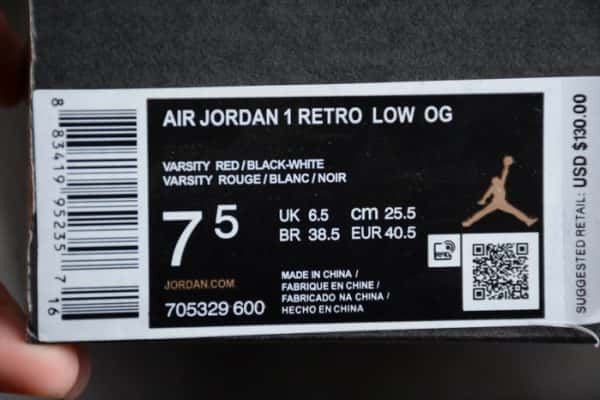 AIR JORDAN 1 RETRO LOW OG
VARSITY RED/BLACK-WHITE
VARSITY ROUGE/BLANC/NOIR
7 5
UK 6.5 cm 25.5
BR 38.5 EUR 40.5
JORDAN.COM
705329 600
MADE IN CHINA/
FABRIQUE EN CHINE/
FABRICADO NA CHINA/
HECHO EN CHINA
RFID
8 83419 95235 7 16
SUGGESTED RETAIL: USD $130.00